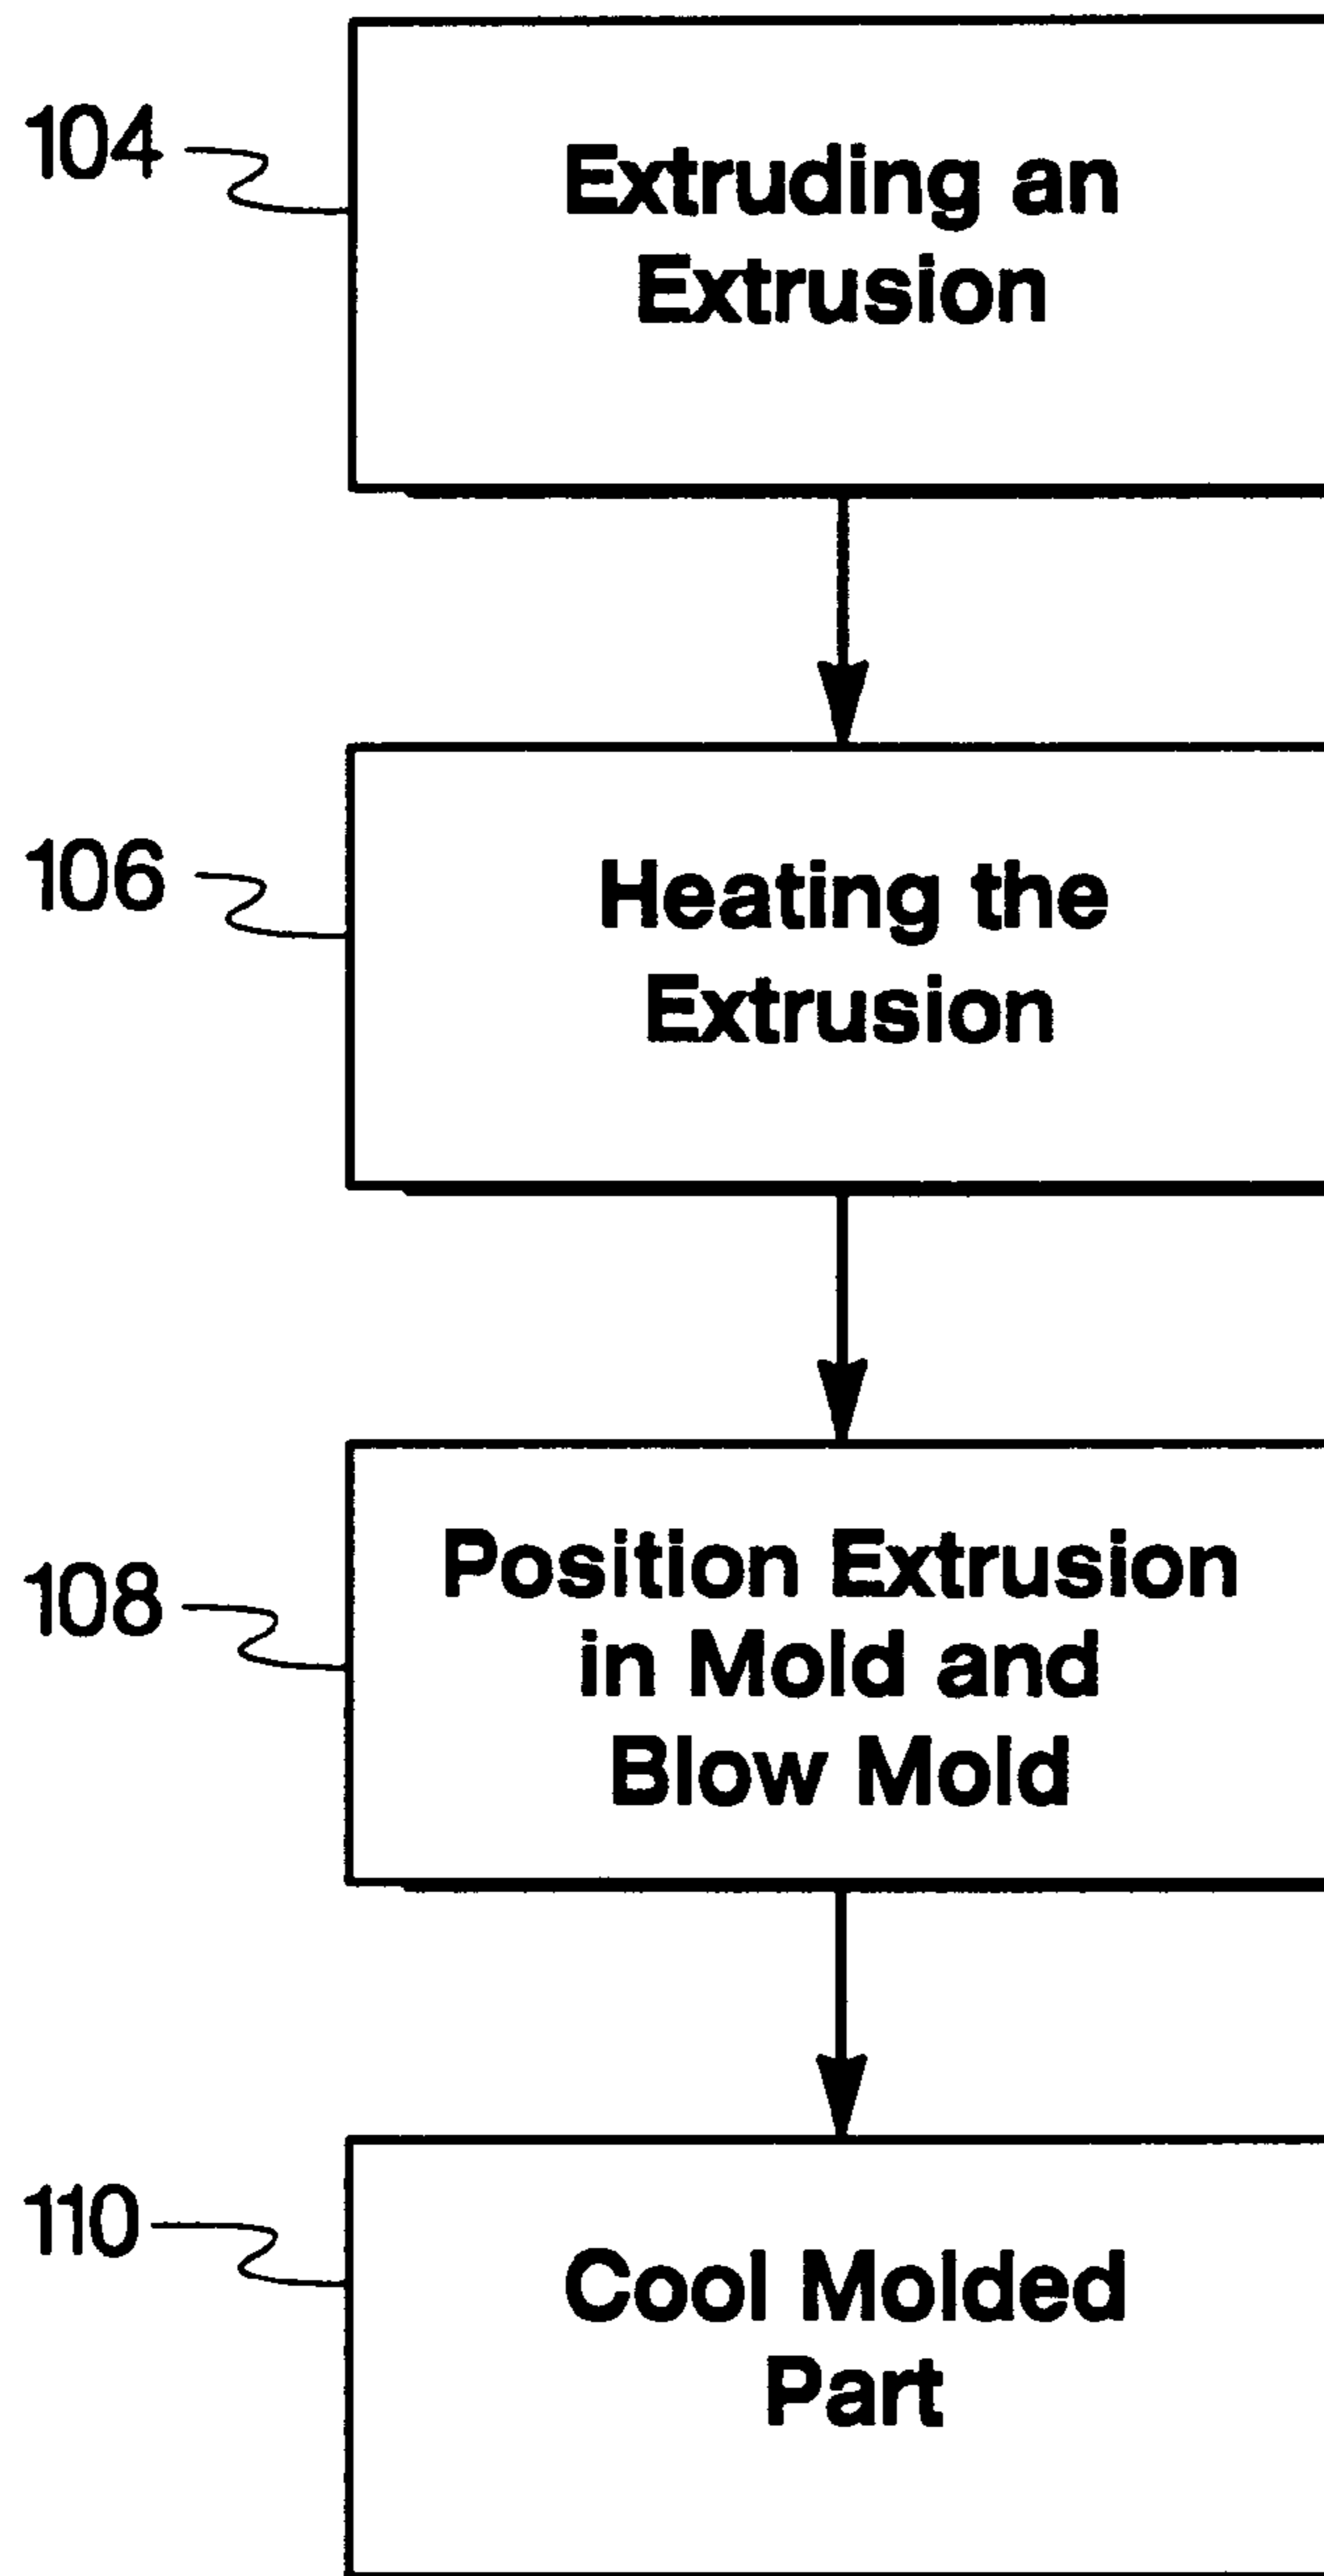 104
Extruding an
Extrusion
106
Heating the
Extrusion
108
Position Extrusion
in Mold and
Blow Mold
110
Cool Molded
Part